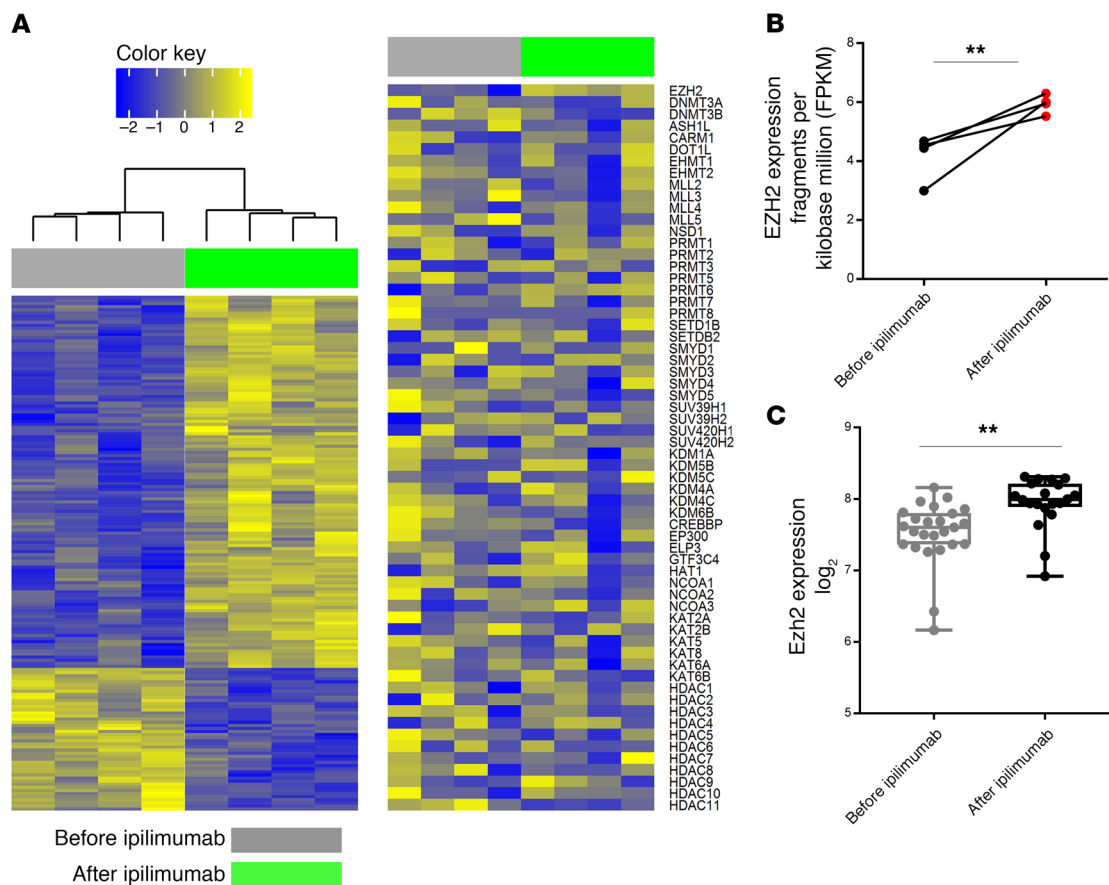 A
Color key
−2 −1 0 1 2
EZH2
DNMT3A
DNMT3B
ASH1L
CARM1
DOT1L
EHMT1
EHMT2
MLL2
MLL3
MLL4
MLL5
NSD1
PRMT1
PRMT2
PRMT3
PRMT5
PRMT6
PRMT7
PRMT8
SETD1B
SETDB2
SMYD1
SMYD2
SMYD3
SMYD4
SMYD5
SUV39H1
SUV39H2
SUV420H1
SUV420H2
KDM1A
KDM5B
KDM5C
KDM4A
KDM4C
KDM6B
CREBBP
EP300
ELP3
GTF3C4
HAT1
NCOA1
NCOA2
NCOA3
KAT2A
KAT2B
KAT5
KAT8
KAT6A
KAT6B
HDAC1
HDAC2
HDAC3
HDAC4
HDAC5
HDAC6
HDAC7
HDAC8
HDAC9
HDAC10
HDAC11
Before ipilimumab
After ipilimumab
B
EZH2 expression
fragments per
kilobase million (FPKM)
8
6
4
2
0
**
Before ipilimumab
After ipilimumab
C
Ezh2 expression
log2
9
8
7
6
5
**
Before ipilimumab
After ipilimumab